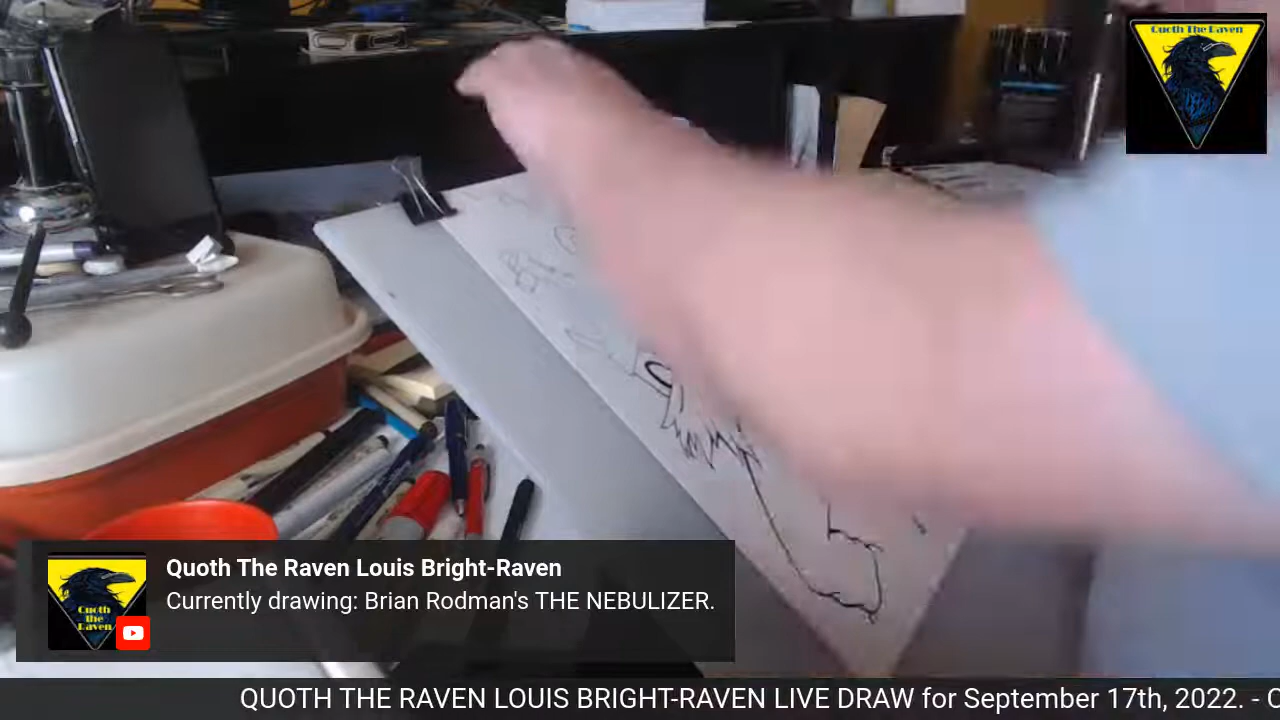 Quoth The Raven
Quoth The Raven Louis Bright-Raven
Currently drawing: Brian Rodman's THE NEBULIZER.
Quoth
the
Raven
QUOTH THE RAVEN LOUIS BRIGHT-RAVEN LIVE DRAW for September 17th, 2022. -